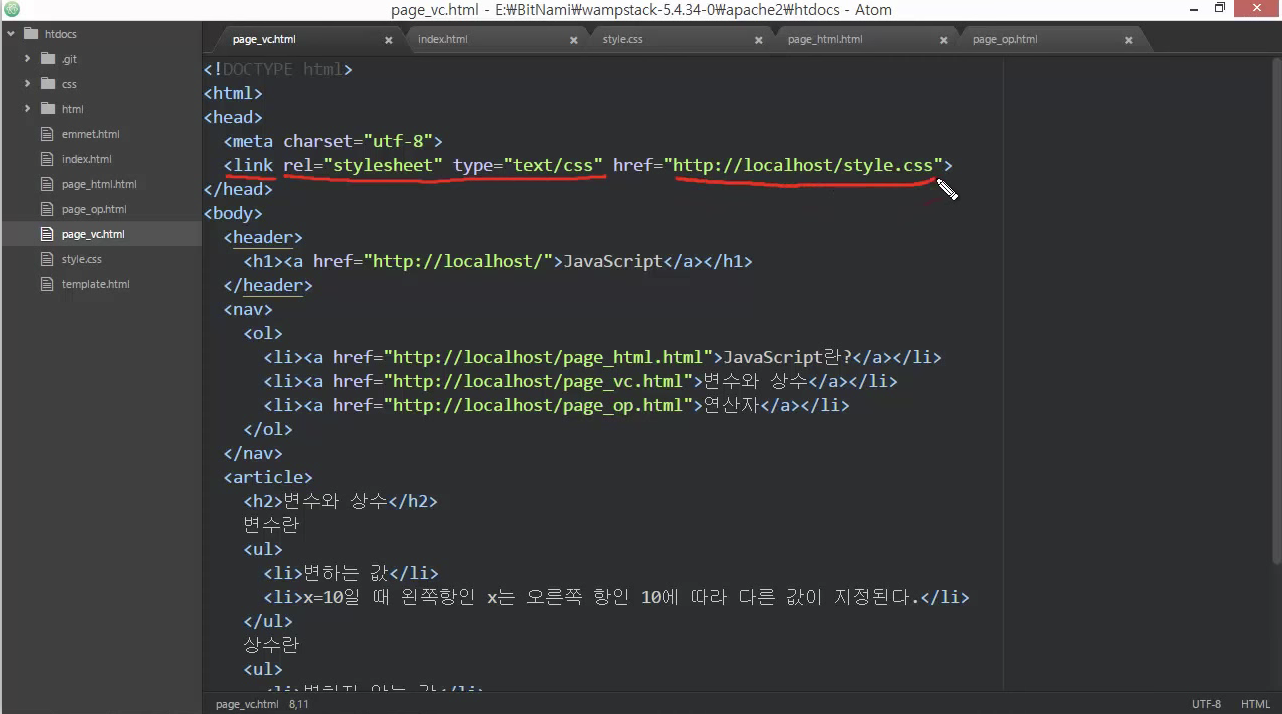 page_vc.html - E:₩BitNami₩wampstack-5.4.34-0₩apache2₩htdocs - Atom
htdocs
.git
css
html
emmet.html
index.html
page_html.html
page_op.html
page_vc.html
style.css
template.html
page_vc.html
index.html
style.css
page_html.html
page_op.html
<!DOCTYPE html>
<html>
<head>
<meta charset="utf-8">
<link rel="stylesheet" type="text/css" href="http://localhost/style.css">
</head>
<body>
<header>
<h1><a href="http://localhost/">JavaScript</a></h1>
</header>
<nav>
<ol>
<li><a href="http://localhost/page_html.html">JavaScript란?</a></li>
<li><a href="http://localhost/page_vc.html">변수와 상수</a></li>
<li><a href="http://localhost/page_op.html">연산자</a></li>
</ol>
</nav>
<article>
<h2>변수와 상수</h2>
변수란
<ul>
<li>변하는 값</li>
<li>x=10일 때 왼쪽항인 x는 오른쪽 항인 10에 따라 다른 값이 지정된다.</li>
</ul>
상수란
<ul>
page_vc.html 8,11
UTF-8 HTML